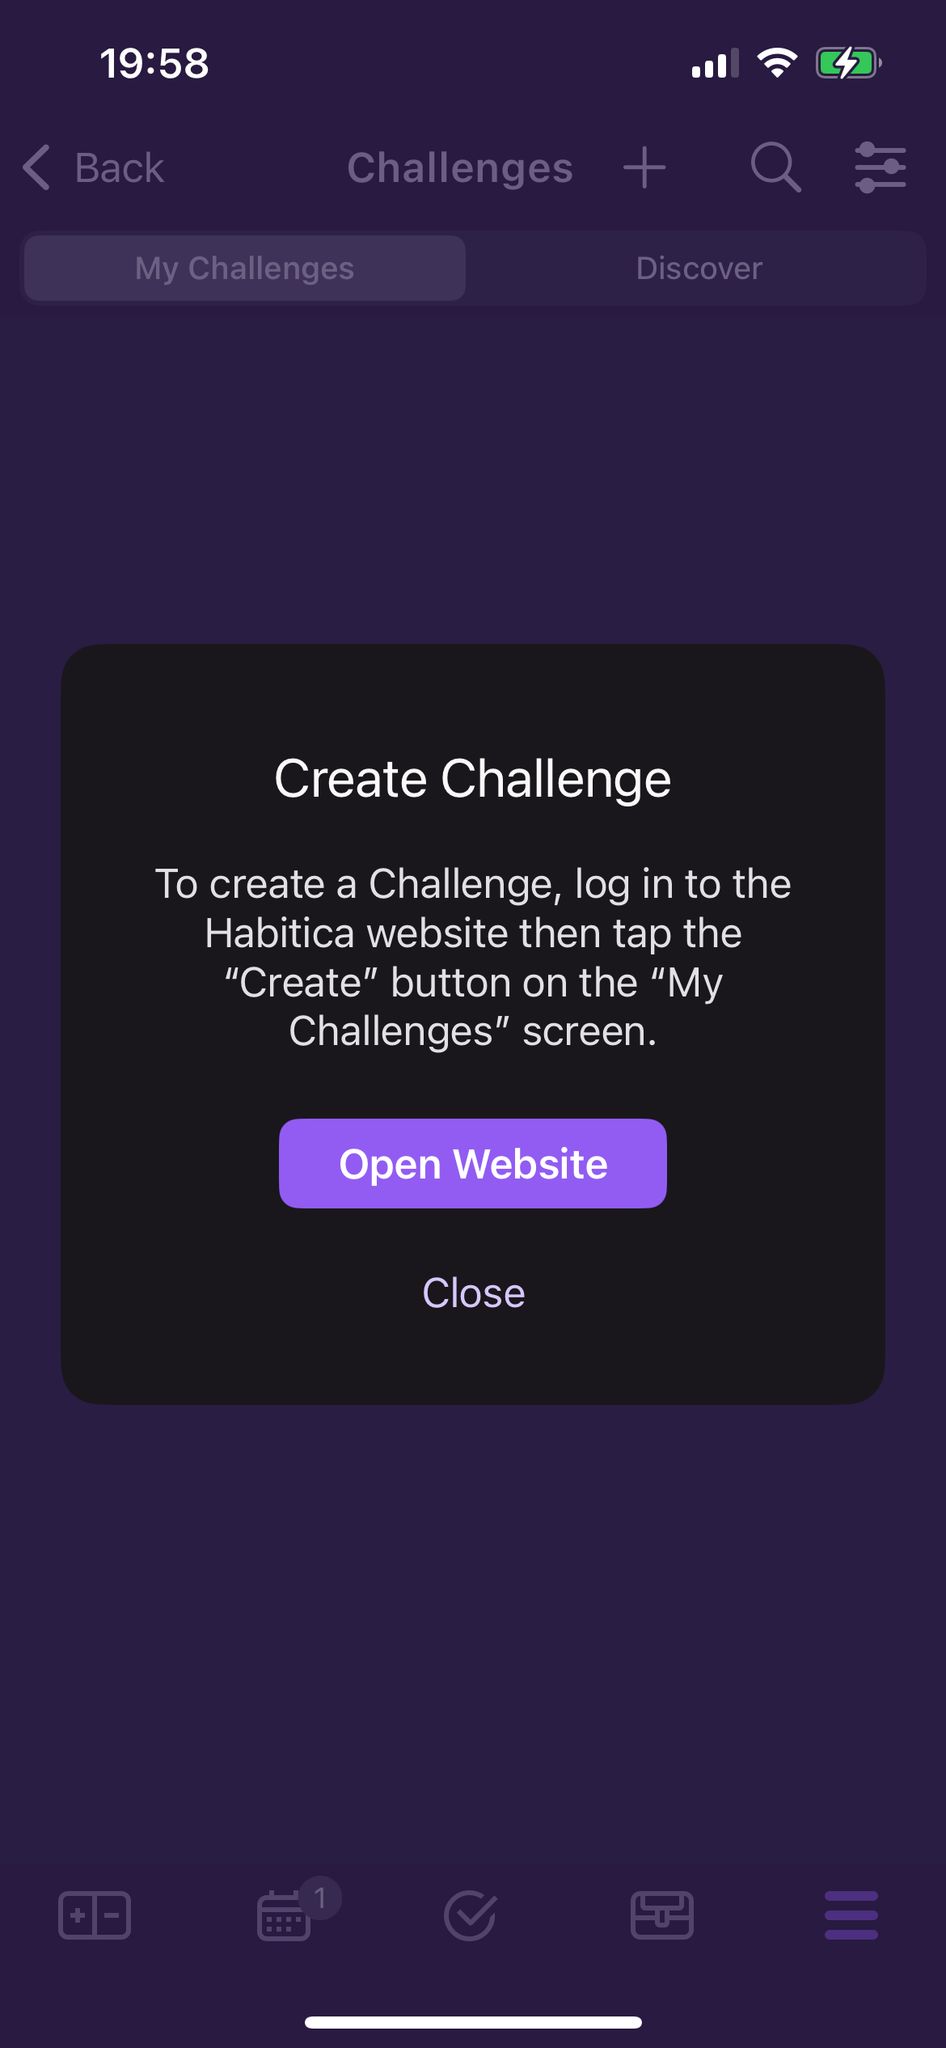 19:58
Back
Challenges
My Challenges
Discover
Create Challenge
To create a Challenge, log in to the
Habitica website then tap the
“Create” button on the “My
Challenges” screen.
Open Website
Close
1